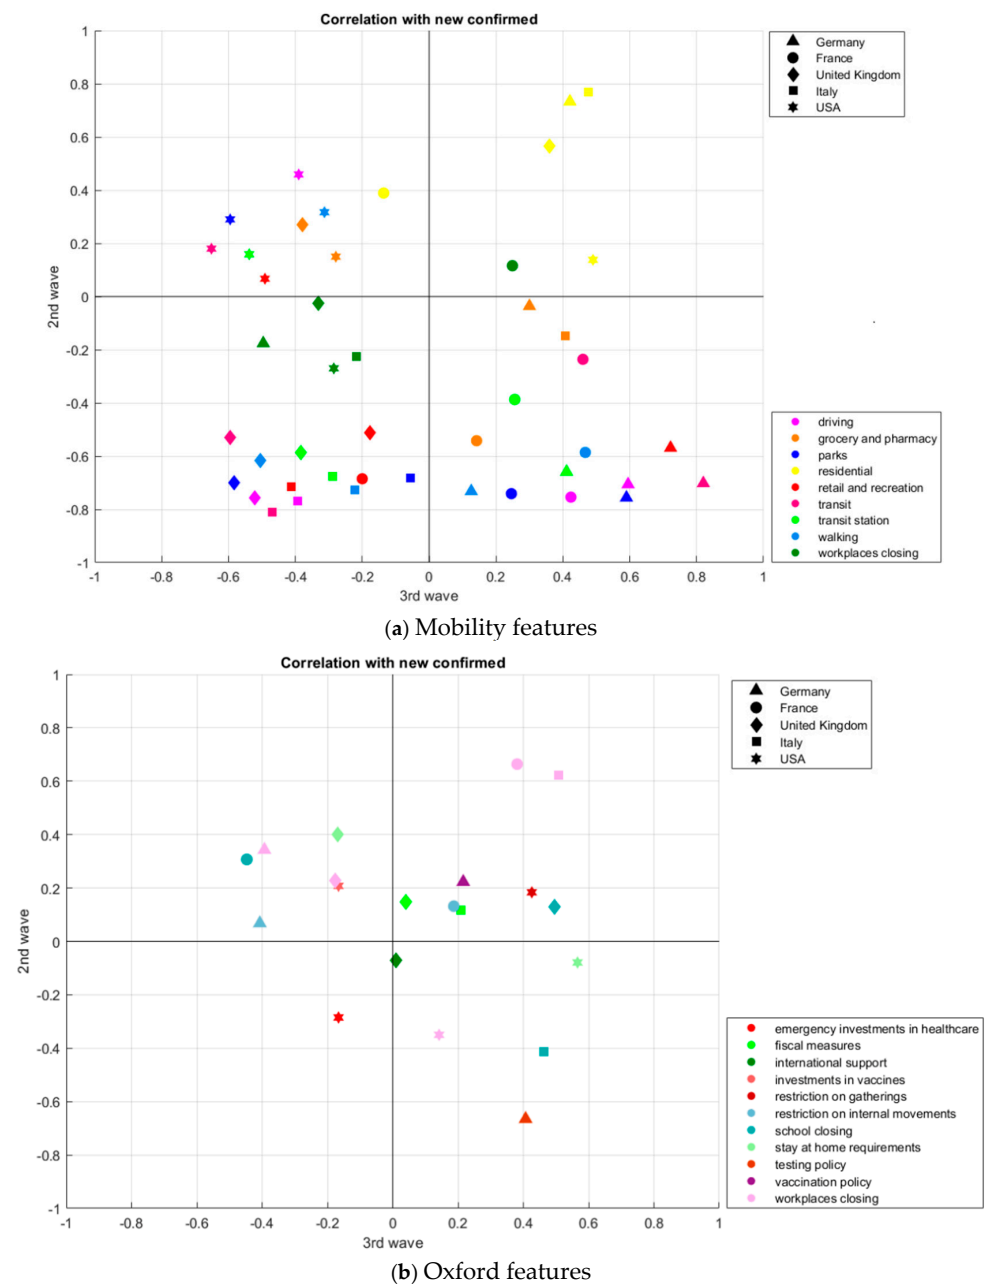 Correlation with new confirmed
1
0.8
0.6
0.4
0.2
0
-0.2
-0.4
-0.6
-0.8
-1
2nd wave
-1
-0.8
-0.6
-0.4
-0.2
0
0.2
0.4
0.6
0.8
1
3rd wave
Germany
France
United Kingdom
Italy
USA
driving
grocery and pharmacy
parks
residential
retail and recreation
transit
transit station
walking
workplaces closing
(a) Mobility features
Correlation with new confirmed
1
0.8
0.6
0.4
0.2
0
-0.2
-0.4
-0.6
-0.8
-1
2nd wave
-1
-0.8
-0.6
-0.4
-0.2
0
0.2
0.4
0.6
0.8
1
3rd wave
Germany
France
United Kingdom
Italy
USA
emergency investments in healthcare
fiscal measures
international support
investments in vaccines
restriction on gatherings
restriction on internal movements
school closing
stay at home requirements
testing policy
vaccination policy
workplaces closing
(b) Oxford features